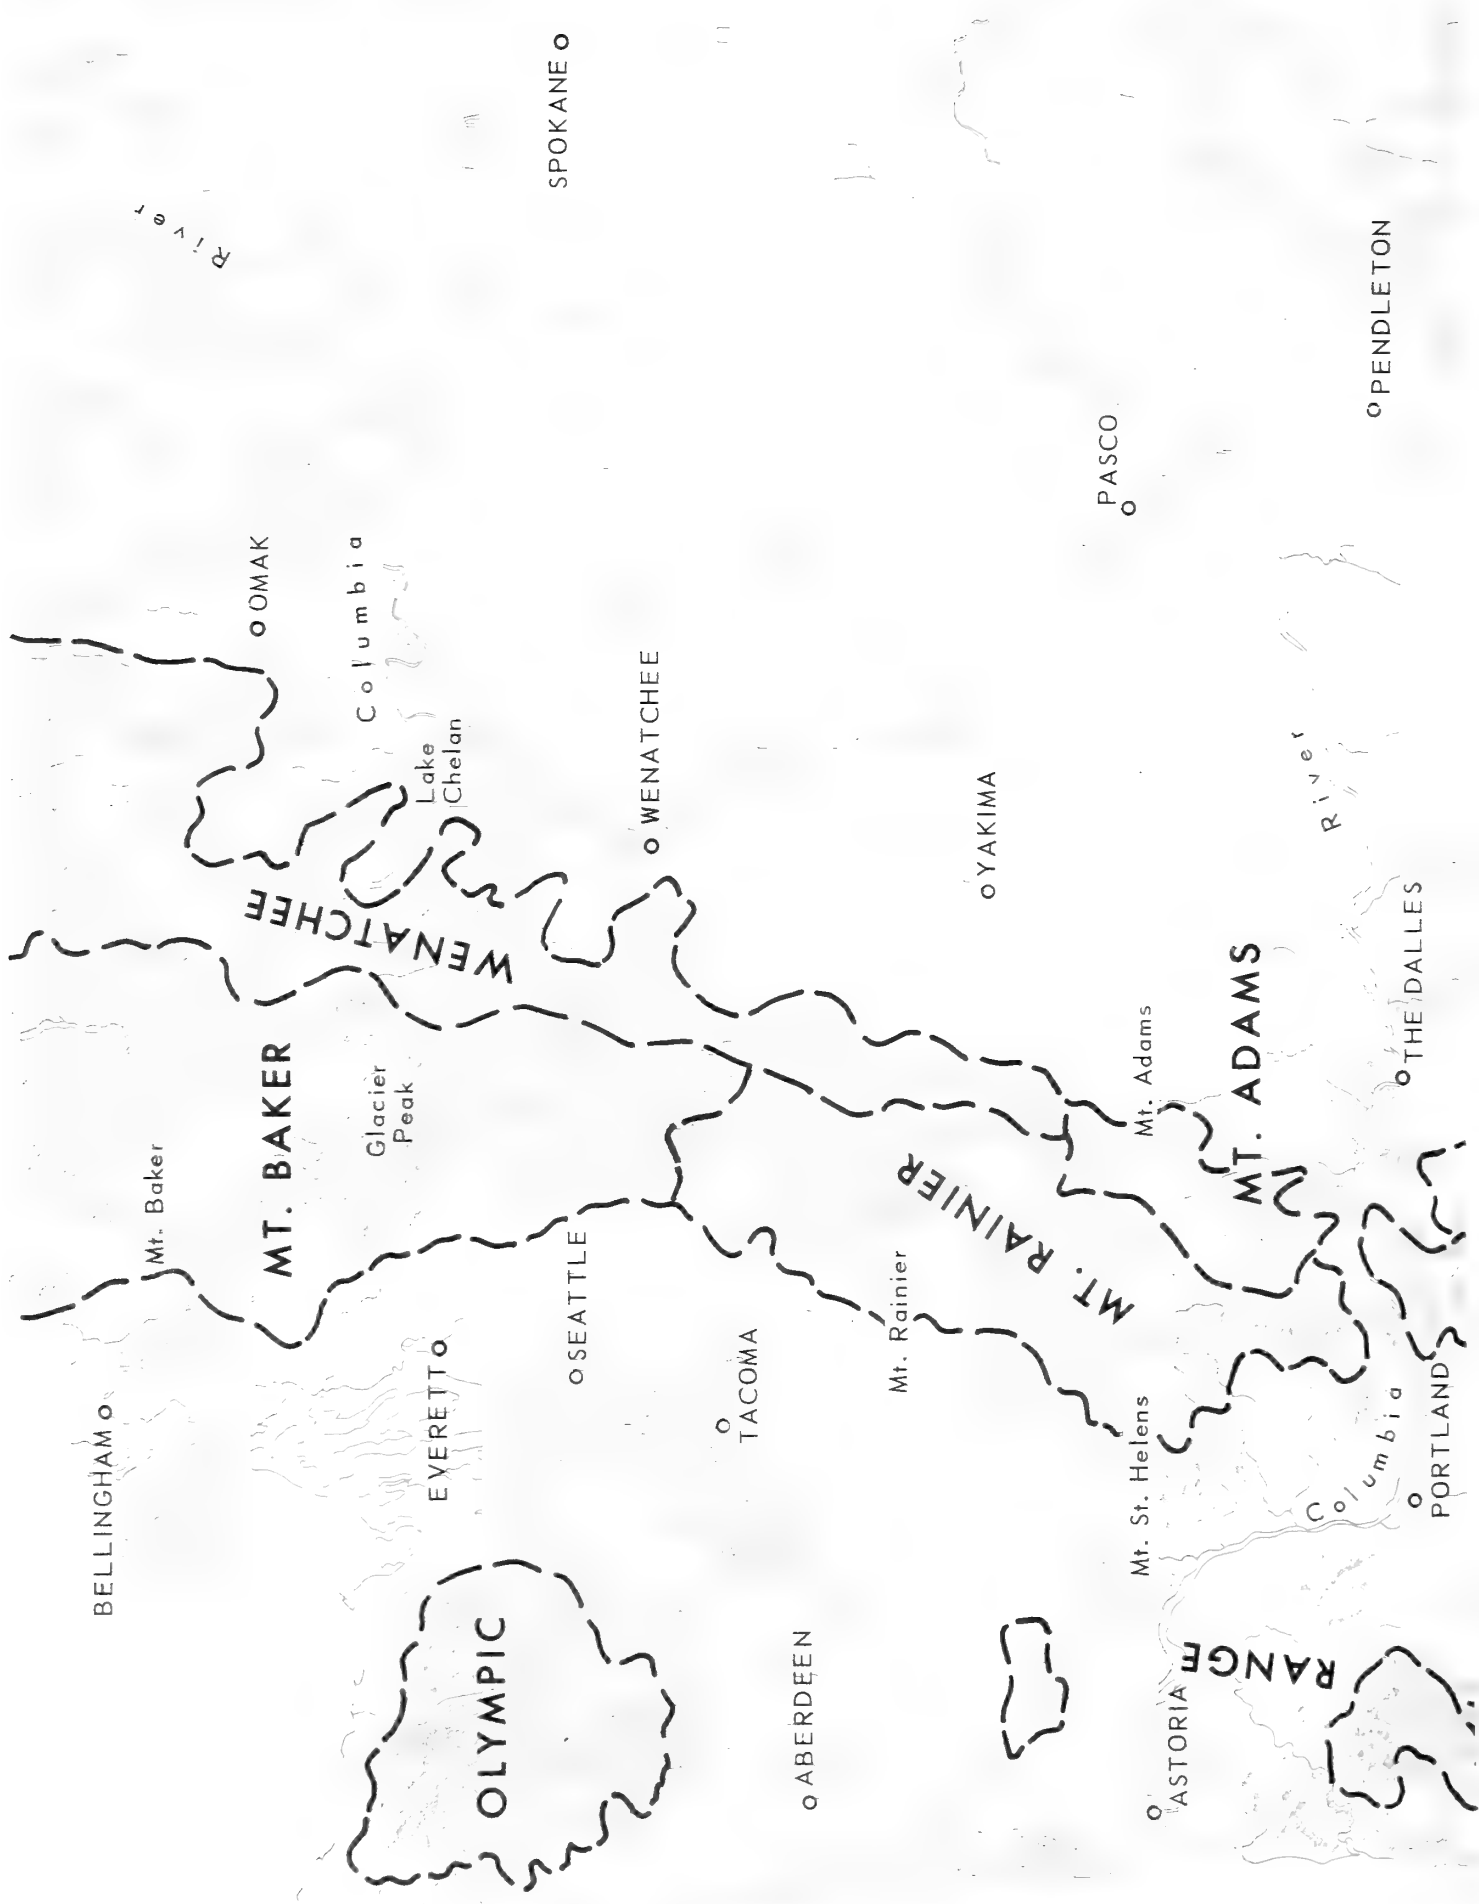 BELLINGHAM
Mt. Baker
River
OMAK
MT. BAKER
Columbia
WENATCHEE
Glacier
Peak
Lake
Chelan
EVERETT
OLYMPIC
SPOKANE
SEATTLE
WENATCHEE
TACOMA
ABERDEEN
Mt. Rainier
YAKIMA
MT. RAINIER
PASCO
Mt. St. Helens
Mt. Adams
ASTORIA
RANGE
MT. ADAMS
River
Columbia
PENDLETON
THE DALLES
PORTLAND